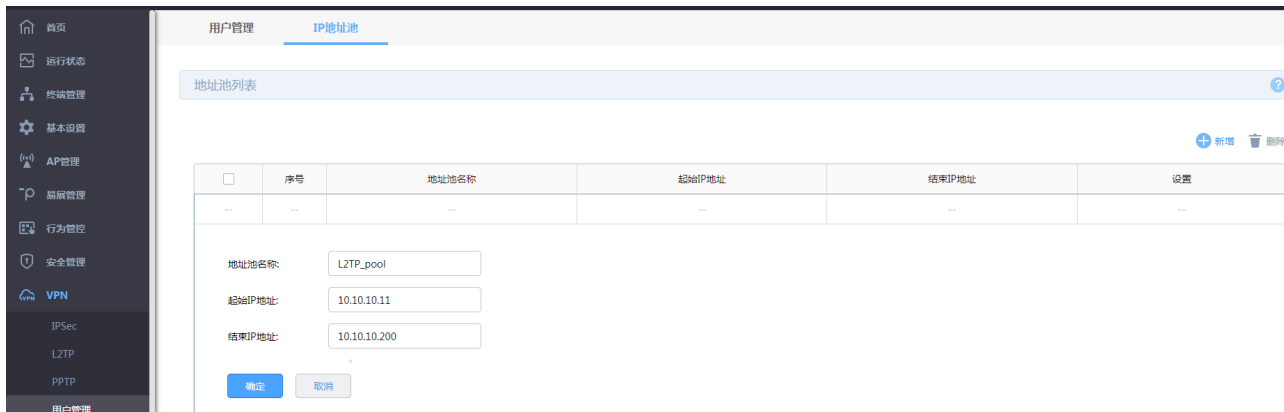 首页
用户管理 IP地址池
运行状态
终端管理
地址池列表 ?
基本设置
新增 删除
AP管理
序号 地址池名称 起始IP地址 结束IP地址 设置
易展管理
-- -- -- -- -- --
行为管控
安全管理
地址池名称: L2TP_pool
VPN VPN
起始IP地址: 10.10.10.11
IPSec
结束IP地址: 10.10.10.200
L2TP
PPTP
确定 取消
用户管理